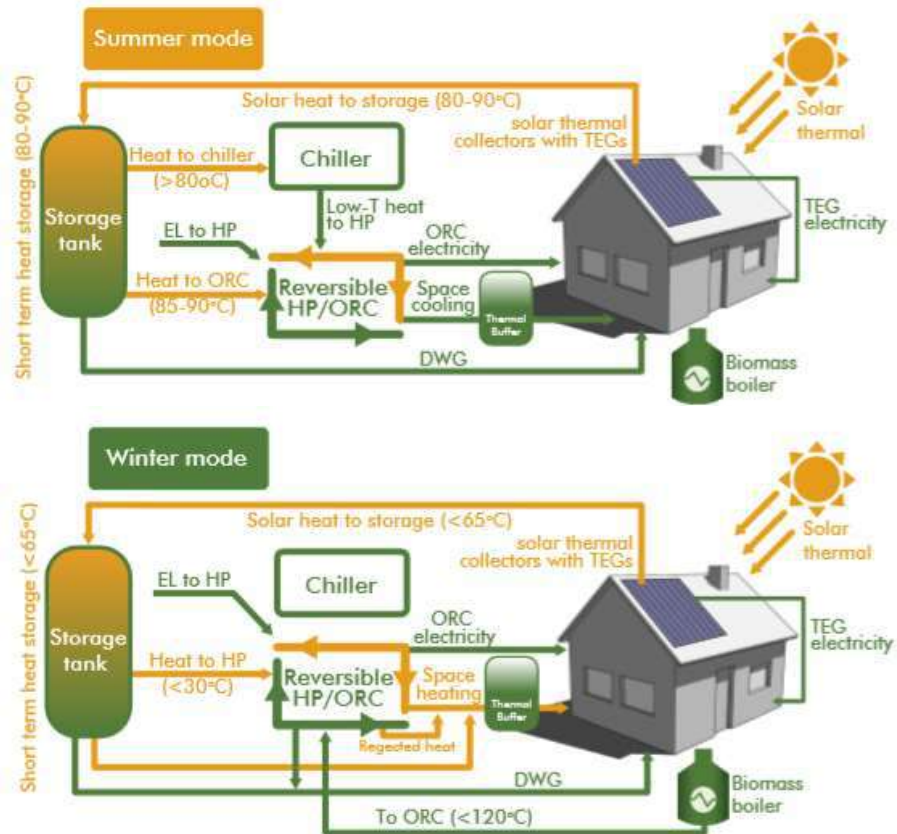 Summer mode
Short term heat storage (80-90°C)
Solar heat to storage (80-90°C)
solar thermal
collectors with TEGs
Solar
thermal
Heat to chiller
(>80oC)
Chiller
Storage
tank
Low-T heat
to HP
EL to HP
ORC
electricity
TEG
electricity
Heat to ORC
(85-90°C)
Reversible
HP/ORC
Space
cooling
Thermal
Buffer
DWG
Biomass
boiler
Winter mode
Short term heat storage (<65°C)
Solar heat to storage (<65°C)
solar thermal
collectors with TEGs
Solar
thermal
EL to HP
Chiller
Storage
tank
ORC
electricity
TEG
electricity
Heat to HP
(<30°C)
Reversible
HP/ORC
Space
heating
Thermal
Buffer
Regected heat
DWG
Biomass
boiler
To ORC (<120°C)